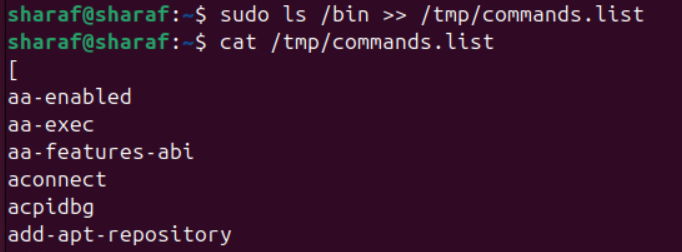 sharaf@sharaf:~$ sudo ls /bin >> /tmp/commands.list
sharaf@sharaf:~$ cat /tmp/commands.list
[
aa-enabled
aa-exec
aa-features-abi
aconnect
acpidbg
add-apt-repository